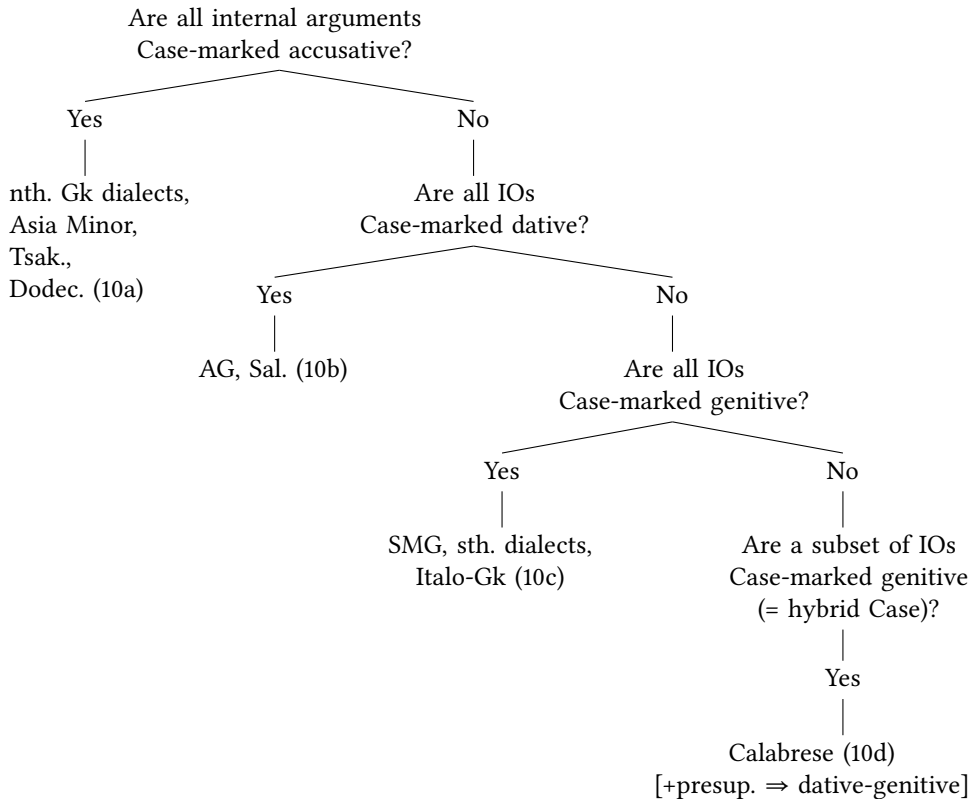 Are all internal arguments
Case-marked accusative?
Yes
No
nth. Gk dialects,
Asia Minor,
Tsak.,
Dodec. (10a)
Are all IOs
Case-marked dative?
Yes
No
AG, Sal. (10b)
Are all IOs
Case-marked genitive?
Yes
No
SMG, sth. dialects,
Italo-Gk (10c)
Are a subset of IOs
Case-marked genitive
(= hybrid Case)?
Yes
Calabrese (10d)
[+presup. ⇒ dative-genitive]